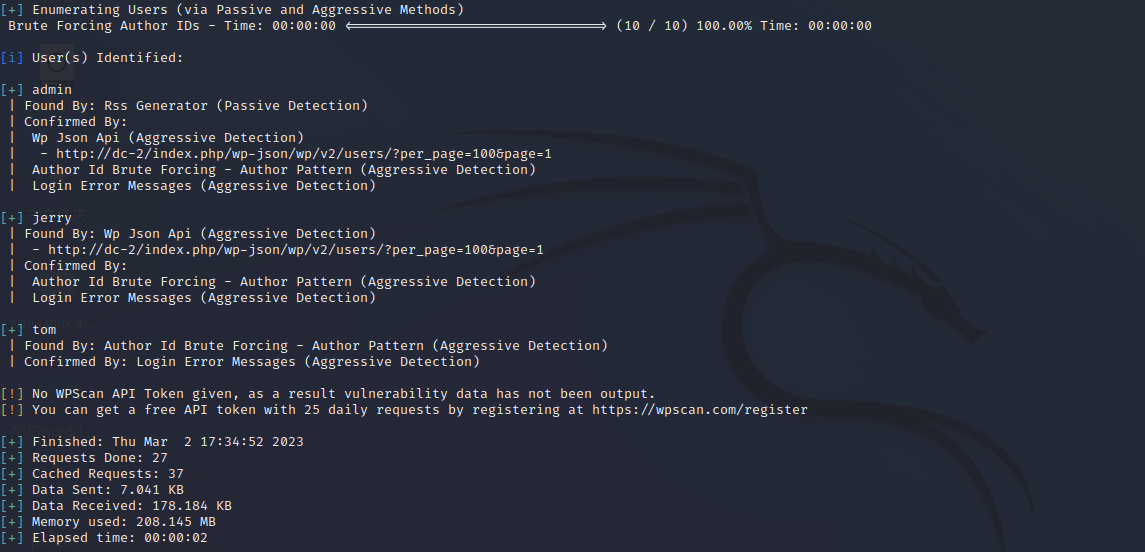 [+] Enumerating Users (via Passive and Aggressive Methods)
 Brute Forcing Author IDs - Time: 00:00:00 <==============================> (10 / 10) 100.00% Time: 00:00:00
[i] User(s) Identified:
[+] admin
 | Found By: Rss Generator (Passive Detection)
 | Confirmed By:
 |  Wp Json Api (Aggressive Detection)
 |   - http://dc-2/index.php/wp-json/wp/v2/users/?per_page=100&page=1
 |  Author Id Brute Forcing - Author Pattern (Aggressive Detection)
 |  Login Error Messages (Aggressive Detection)
[+] jerry
 | Found By: Wp Json Api (Aggressive Detection)
 |  - http://dc-2/index.php/wp-json/wp/v2/users/?per_page=100&page=1
 | Confirmed By:
 |  Author Id Brute Forcing - Author Pattern (Aggressive Detection)
 |  Login Error Messages (Aggressive Detection)
[+] tom
 | Found By: Author Id Brute Forcing - Author Pattern (Aggressive Detection)
 | Confirmed By: Login Error Messages (Aggressive Detection)
[!] No WPScan API Token given, as a result vulnerability data has not been output.
[!] You can get a free API token with 25 daily requests by registering at https://wpscan.com/register
[+] Finished: Thu Mar  2 17:34:52 2023
[+] Requests Done: 27
[+] Cached Requests: 37
[+] Data Sent: 7.041 KB
[+] Data Received: 178.184 KB
[+] Memory used: 208.145 MB
[+] Elapsed time: 00:00:02